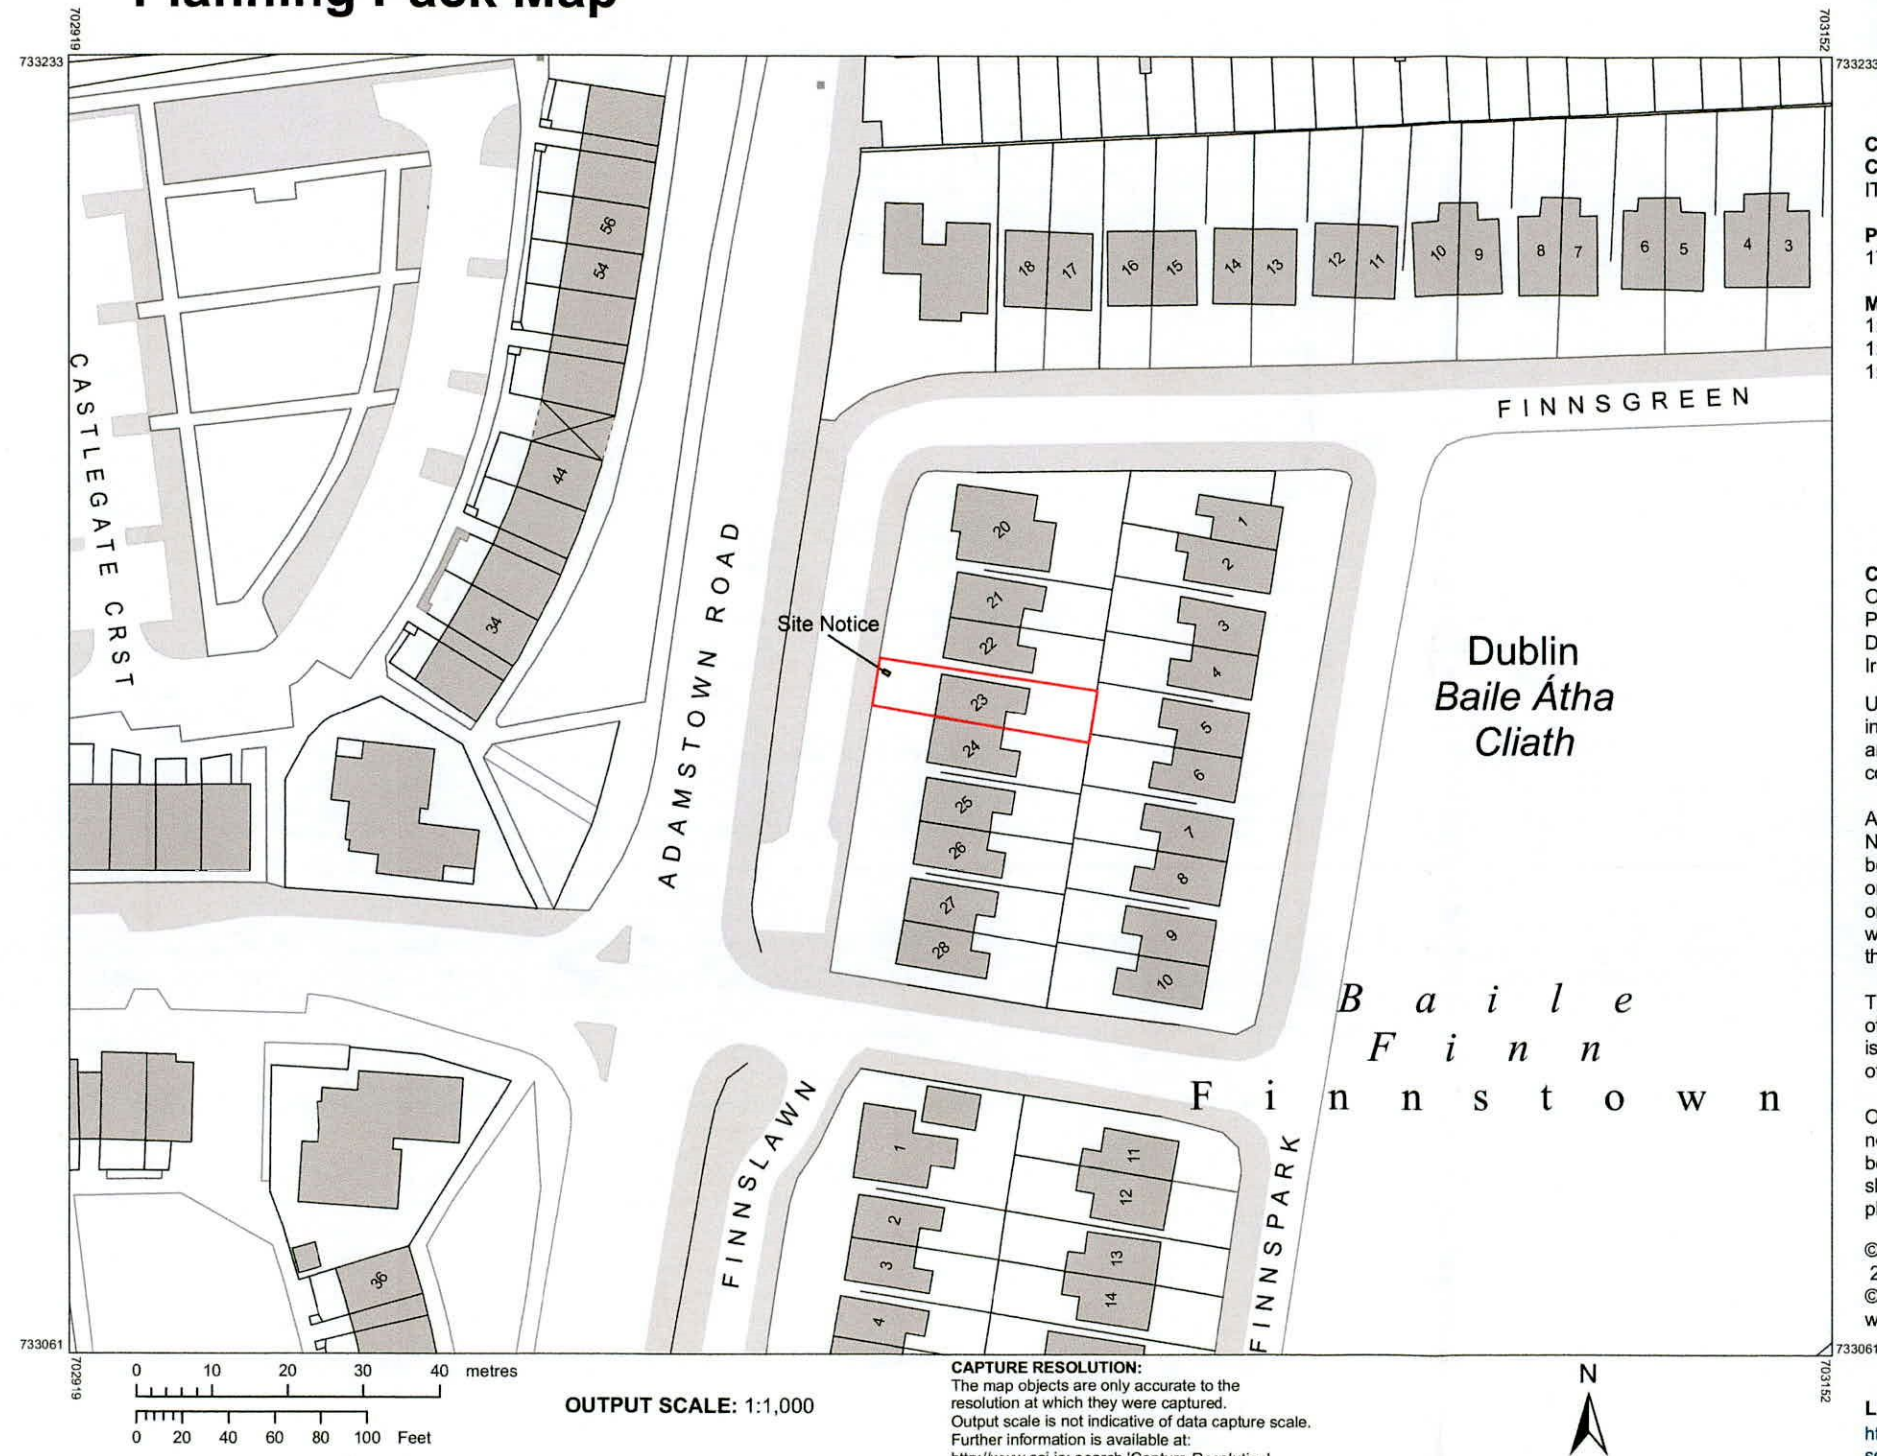 Planning Pack Map
702919
703152
733233
733233
CASTLEGATE CRST
56
54
44
34
ADAMSTOWN ROAD
18 17 16 15 14 13 12 11 10 9 8 7 6 5 4 3
FINNSGREEN
20
21
22
Site Notice
23
24
25
26
27
28
1
2
3
4
5
6
7
8
9
10
Dublin
Baile Átha
Cliath
Baile
Finn
Finnstown
FINNSLAWN
1
2
3
4
11
12
13
14
FINNSPARK
36
733061
733061
702919
703152
0 10 20 30 40 metres
0 20 40 60 80 100 Feet
OUTPUT SCALE: 1:1,000
CAPTURE RESOLUTION:
The map objects are only accurate to the
resolution at which they were captured.
Output scale is not indicative of data capture scale.
Further information is available at:
N